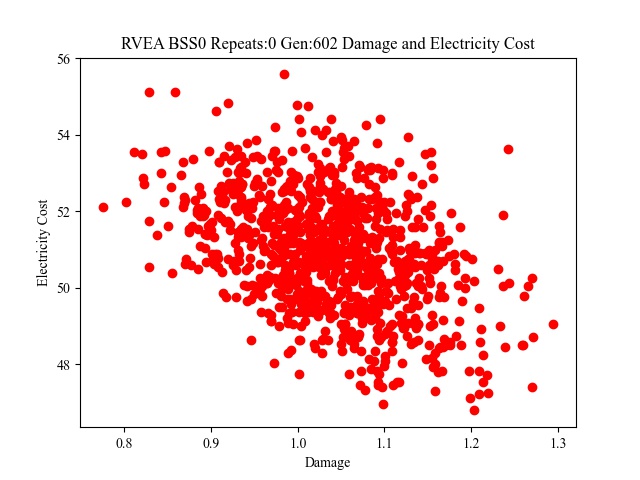 RVEA BSS0 Repeats:0 Gen:602 Damage and Electricity Cost
56
54
52
50
48
Electricity Cost
0.8 0.9 1.0 1.1 1.2 1.3
Damage